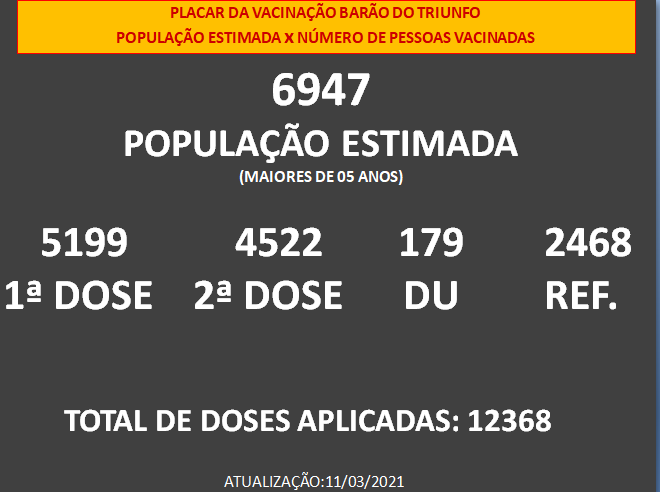 PLACAR DA VACINAÇÃO BARÃO DO TRIUNFO
POPULAÇÃO ESTIMADA X NÚMERO DE PESSOAS VACINADAS
6947
POPULAÇÃO ESTIMADA
(MAIORES DE 05 ANOS)
5199 4522 179 2468
1ª DOSE 2ª DOSE DU REF.
TOTAL DE DOSES APLICADAS: 12368
ATUALIZAÇÃO:11/03/2021